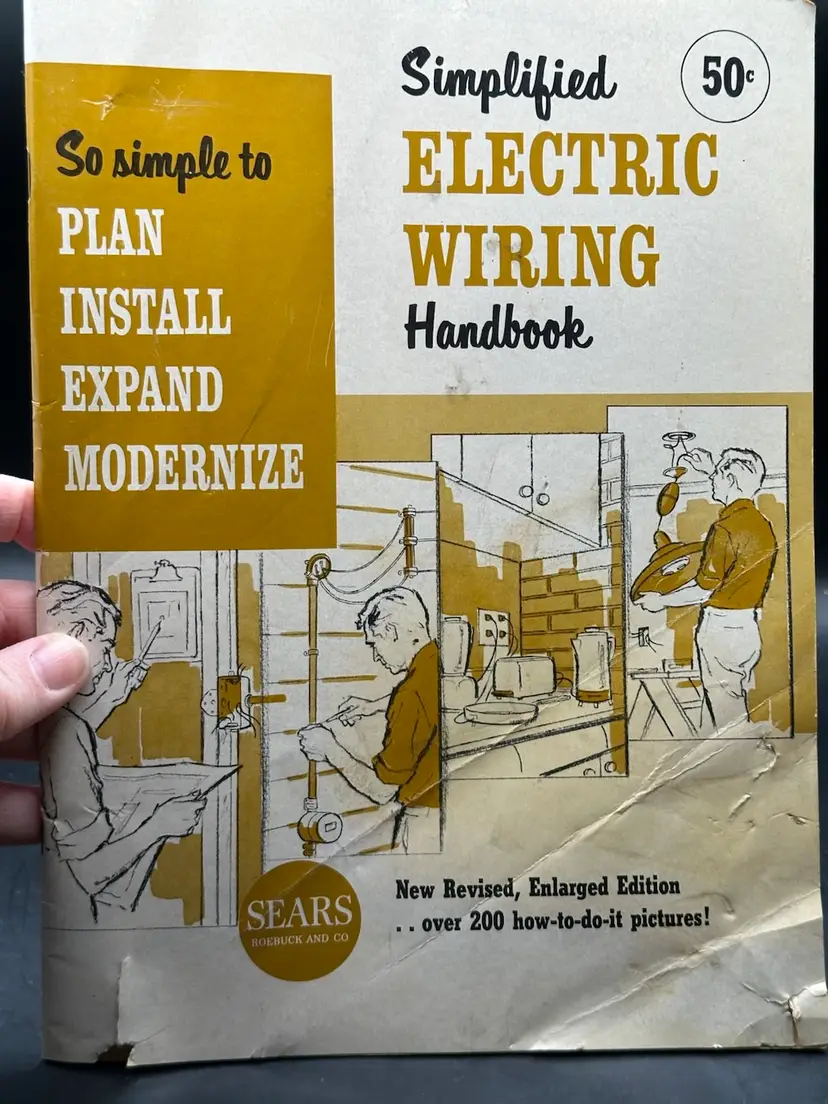 So simple to
PLAN
INSTALL
EXPAND
MODERNIZE
Simplified
50c
ELECTRIC
WIRING
Handbook
SEARS
ROEBUCK AND CO
New Revised, Enlarged Edition
.. over 200 how-to-do-it pictures!